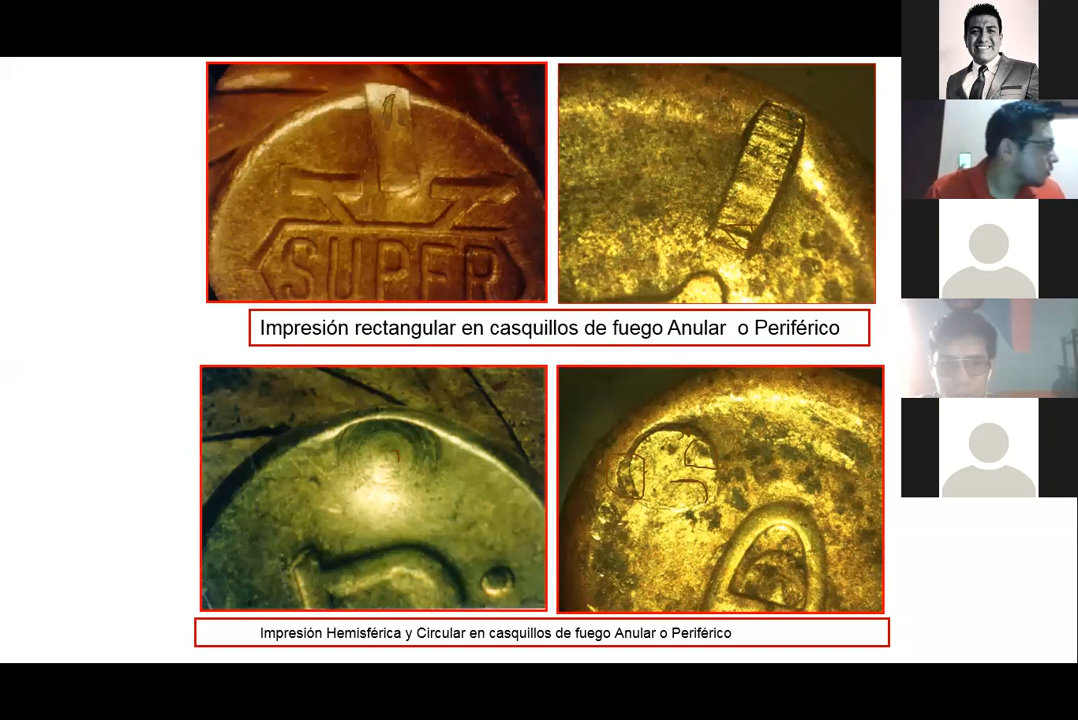 SUPER
Impresión rectangular en casquillos de fuego Anular o Periférico
Impresión Hemisférica y Circular en casquillos de fuego Anular o Periférico